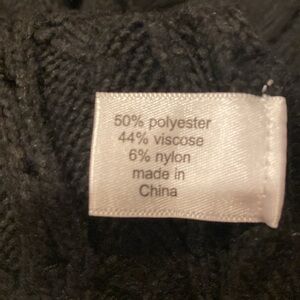 50% polyester
44% viscose
6% nylon
made in
China